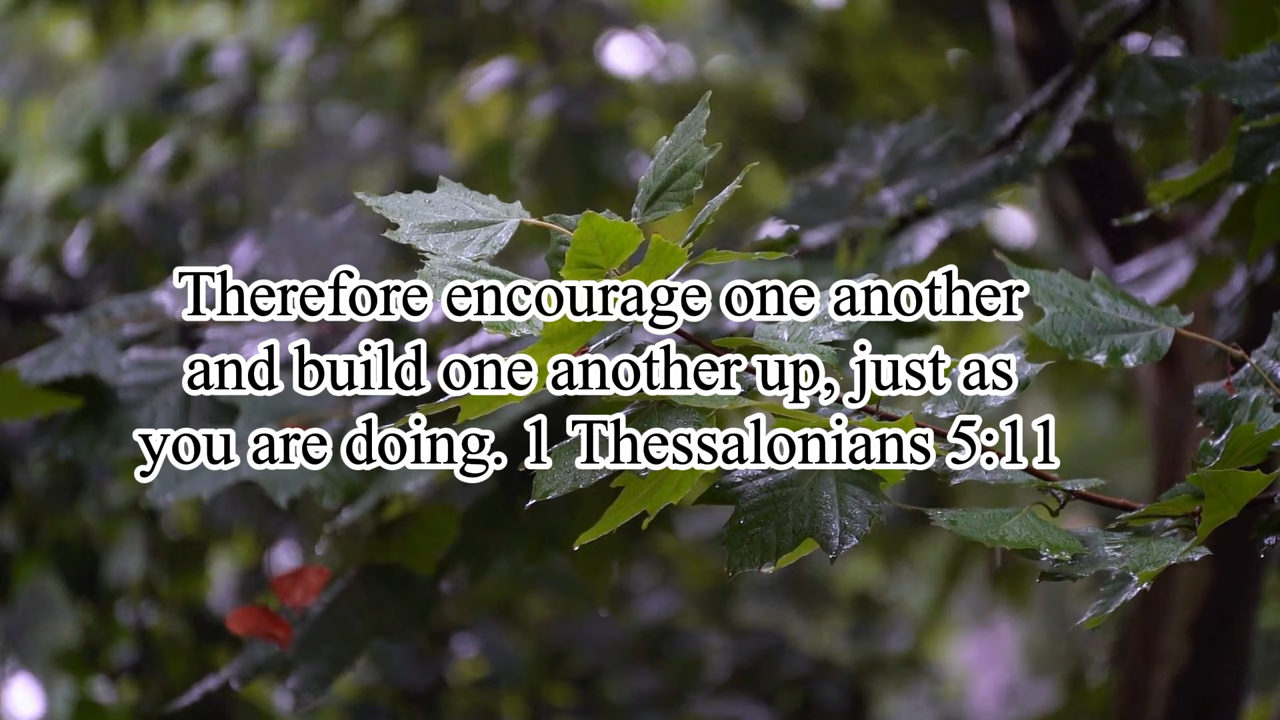 Therefore encourage one another
and build one another up, just as
you are doing. 1 Thessalonians 5:11